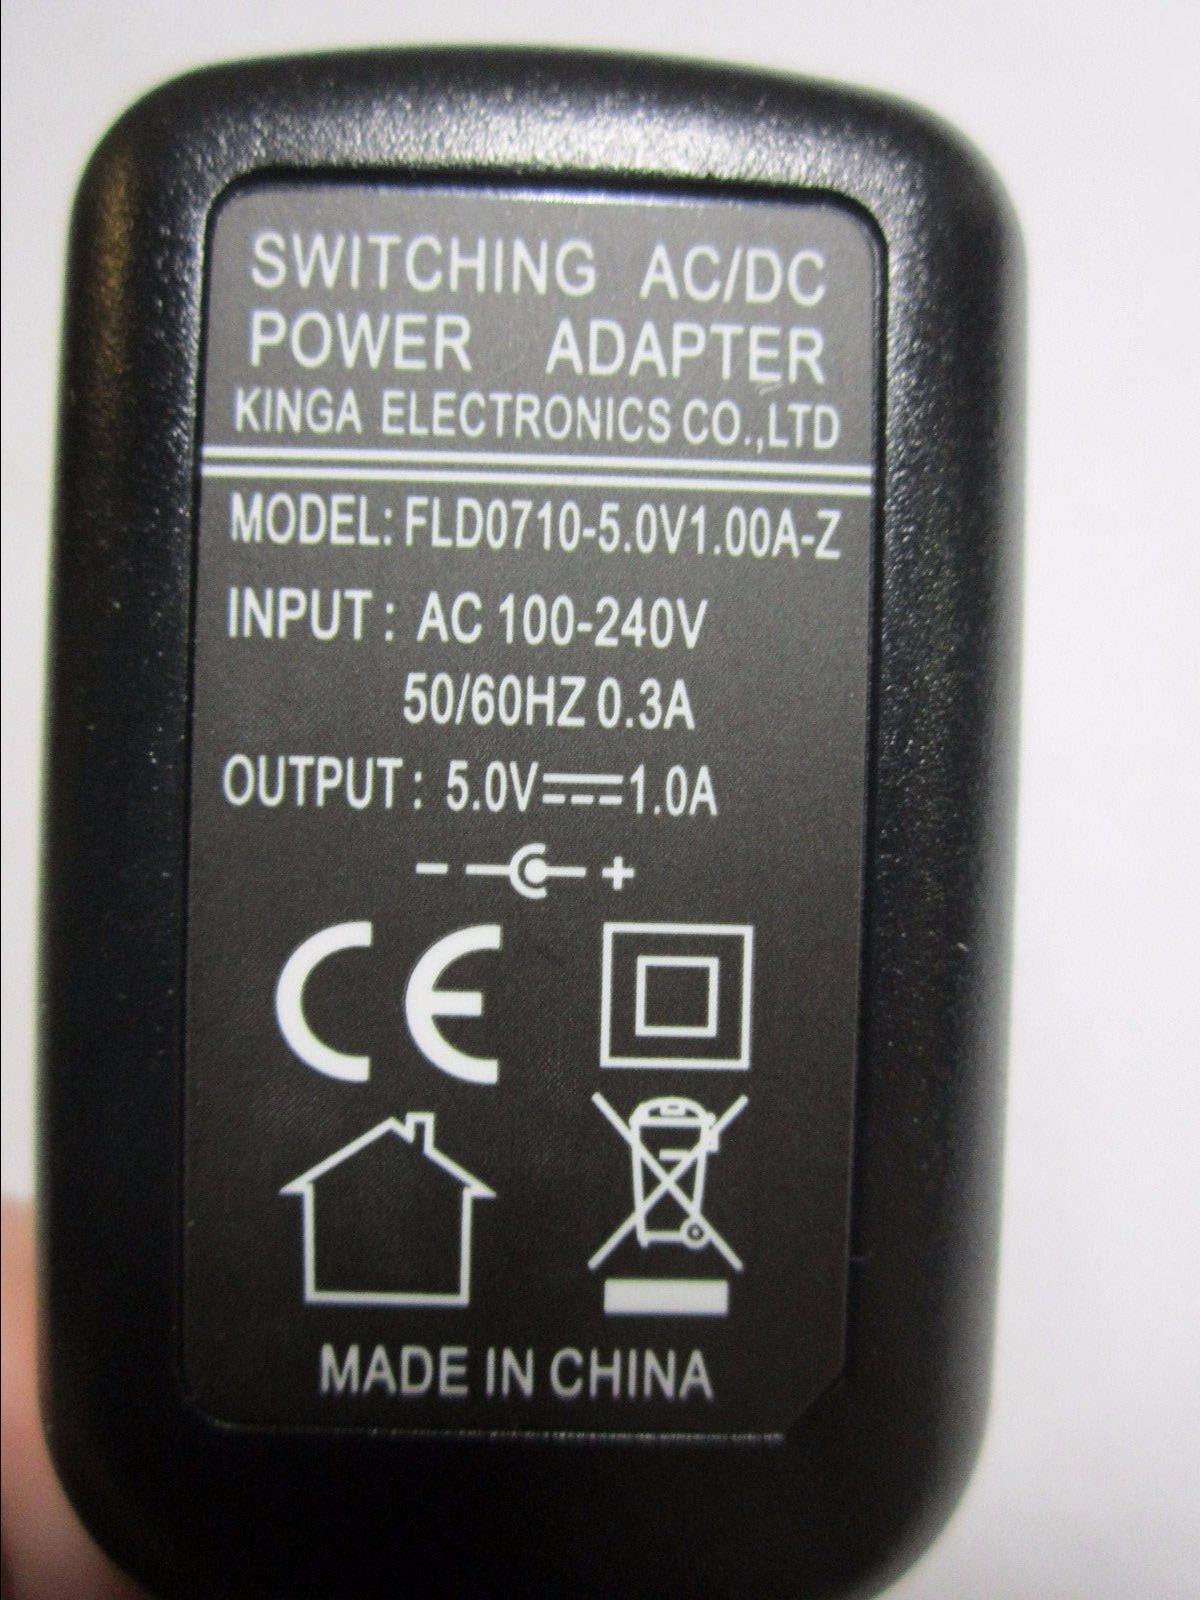 SWITCHING AC/DC
POWER ADAPTER
KINGA ELECTRONICS CO.,LTD
MODEL: FLD0710-5.0V1.00A-Z
INPUT : AC 100-240V
50/60HZ 0.3A
OUTPUT : 5.0V⎓1.0A
- +
CE
MADE IN CHINA